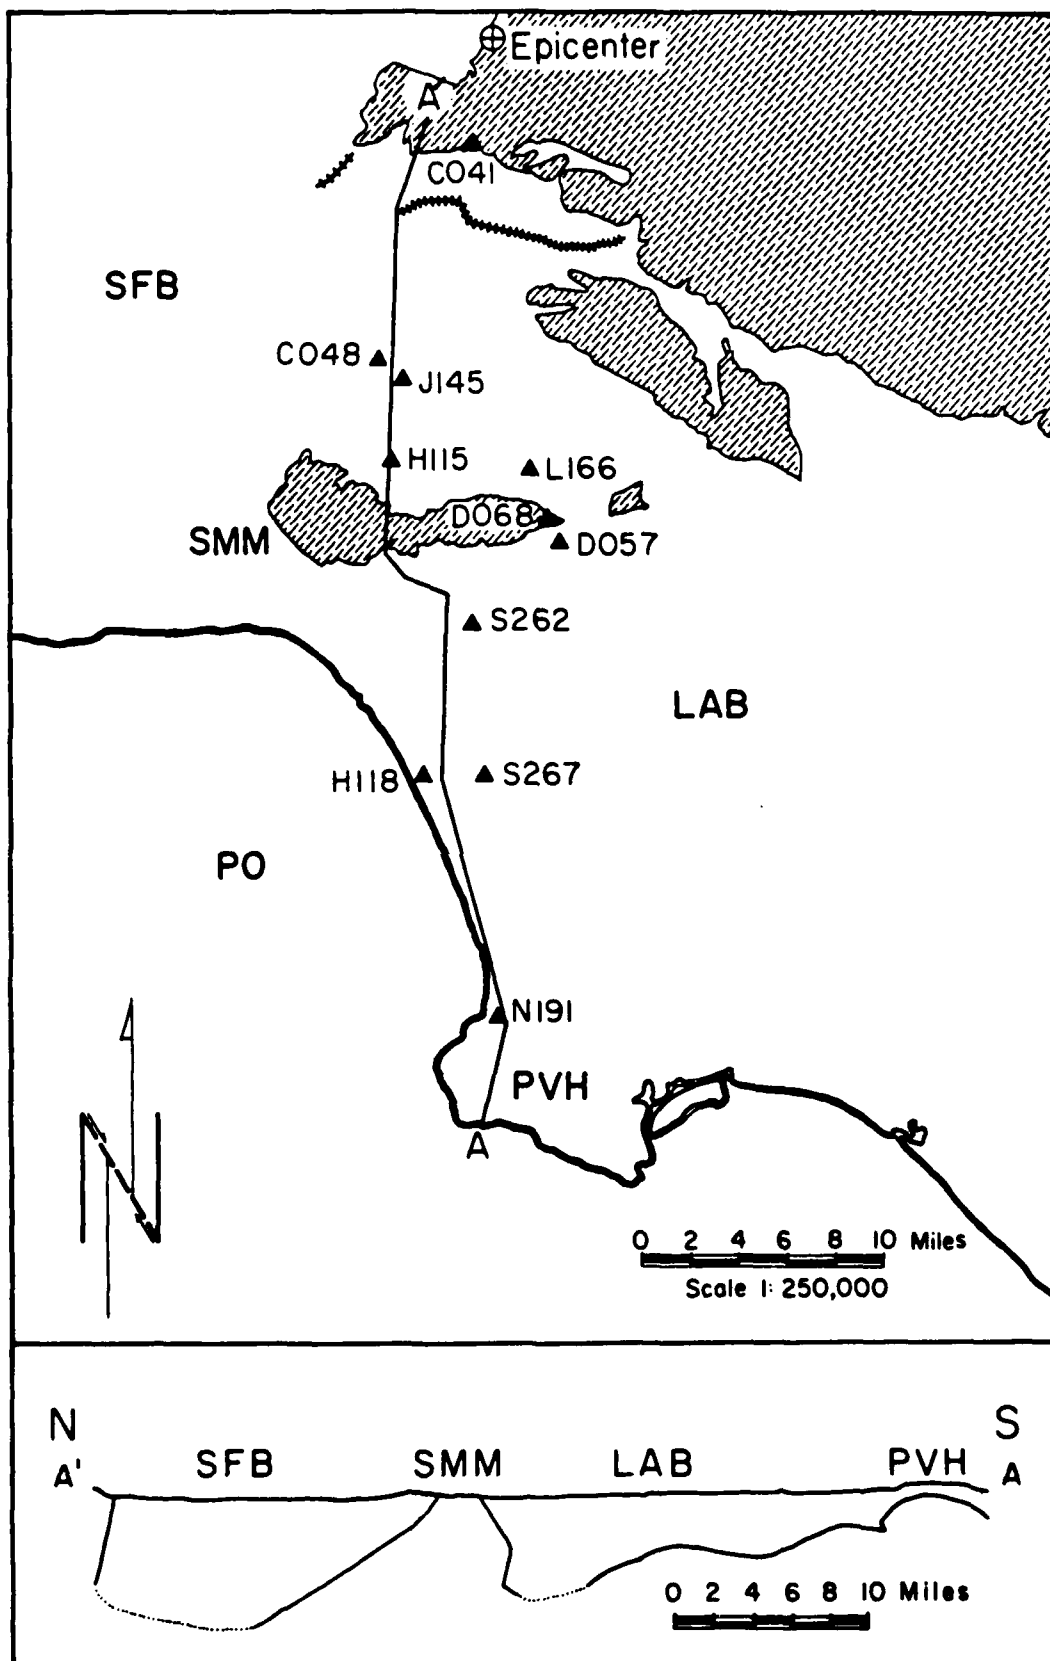 Epicenter
A
C041
SFB
C048
J145
H115
L166
D068
SMM
D057
S262
LAB
H118
S267
PO
N191
PVH
A
N
0 2 4 6 8 10 Miles
Scale 1: 250,000
N
S
A'
SFB
SMM
LAB
PVH
A
0 2 4 6 8 10 Miles